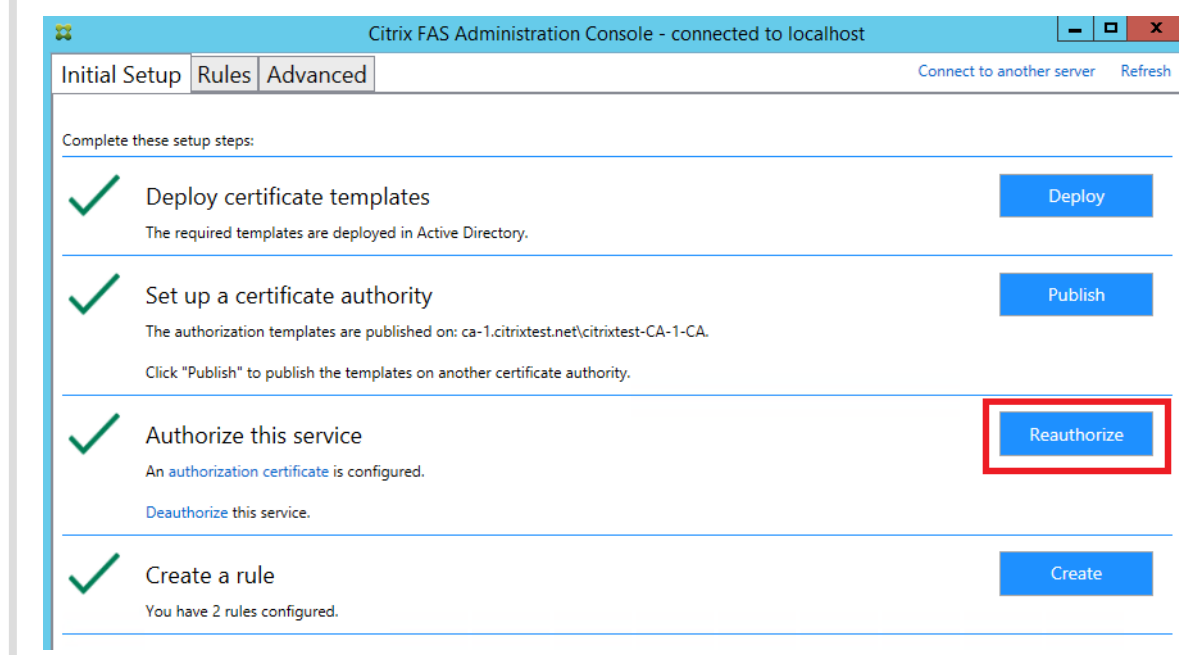 Citrix FAS Administration Console - connected to localhost
Initial Setup Rules Advanced Connect to another server Refresh
Complete these setup steps:
Deploy certificate templates Deploy
The required templates are deployed in Active Directory.
Set up a certificate authority Publish
The authorization templates are published on: ca-1.citrixtest.net\citrixtest-CA-1-CA.
Click "Publish" to publish the templates on another certificate authority.
Authorize this service Reauthorize
An authorization certificate is configured.
Deauthorize this service.
Create a rule Create
You have 2 rules configured.